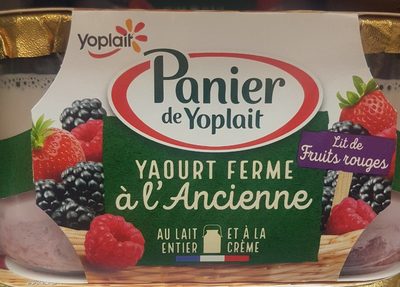 Yoplait
Panier
de Yoplait
Lit de
Fruits rouges
YAOURT FERME
à l'Ancienne
AU LAIT ET À LA
ENTIER CRÈME